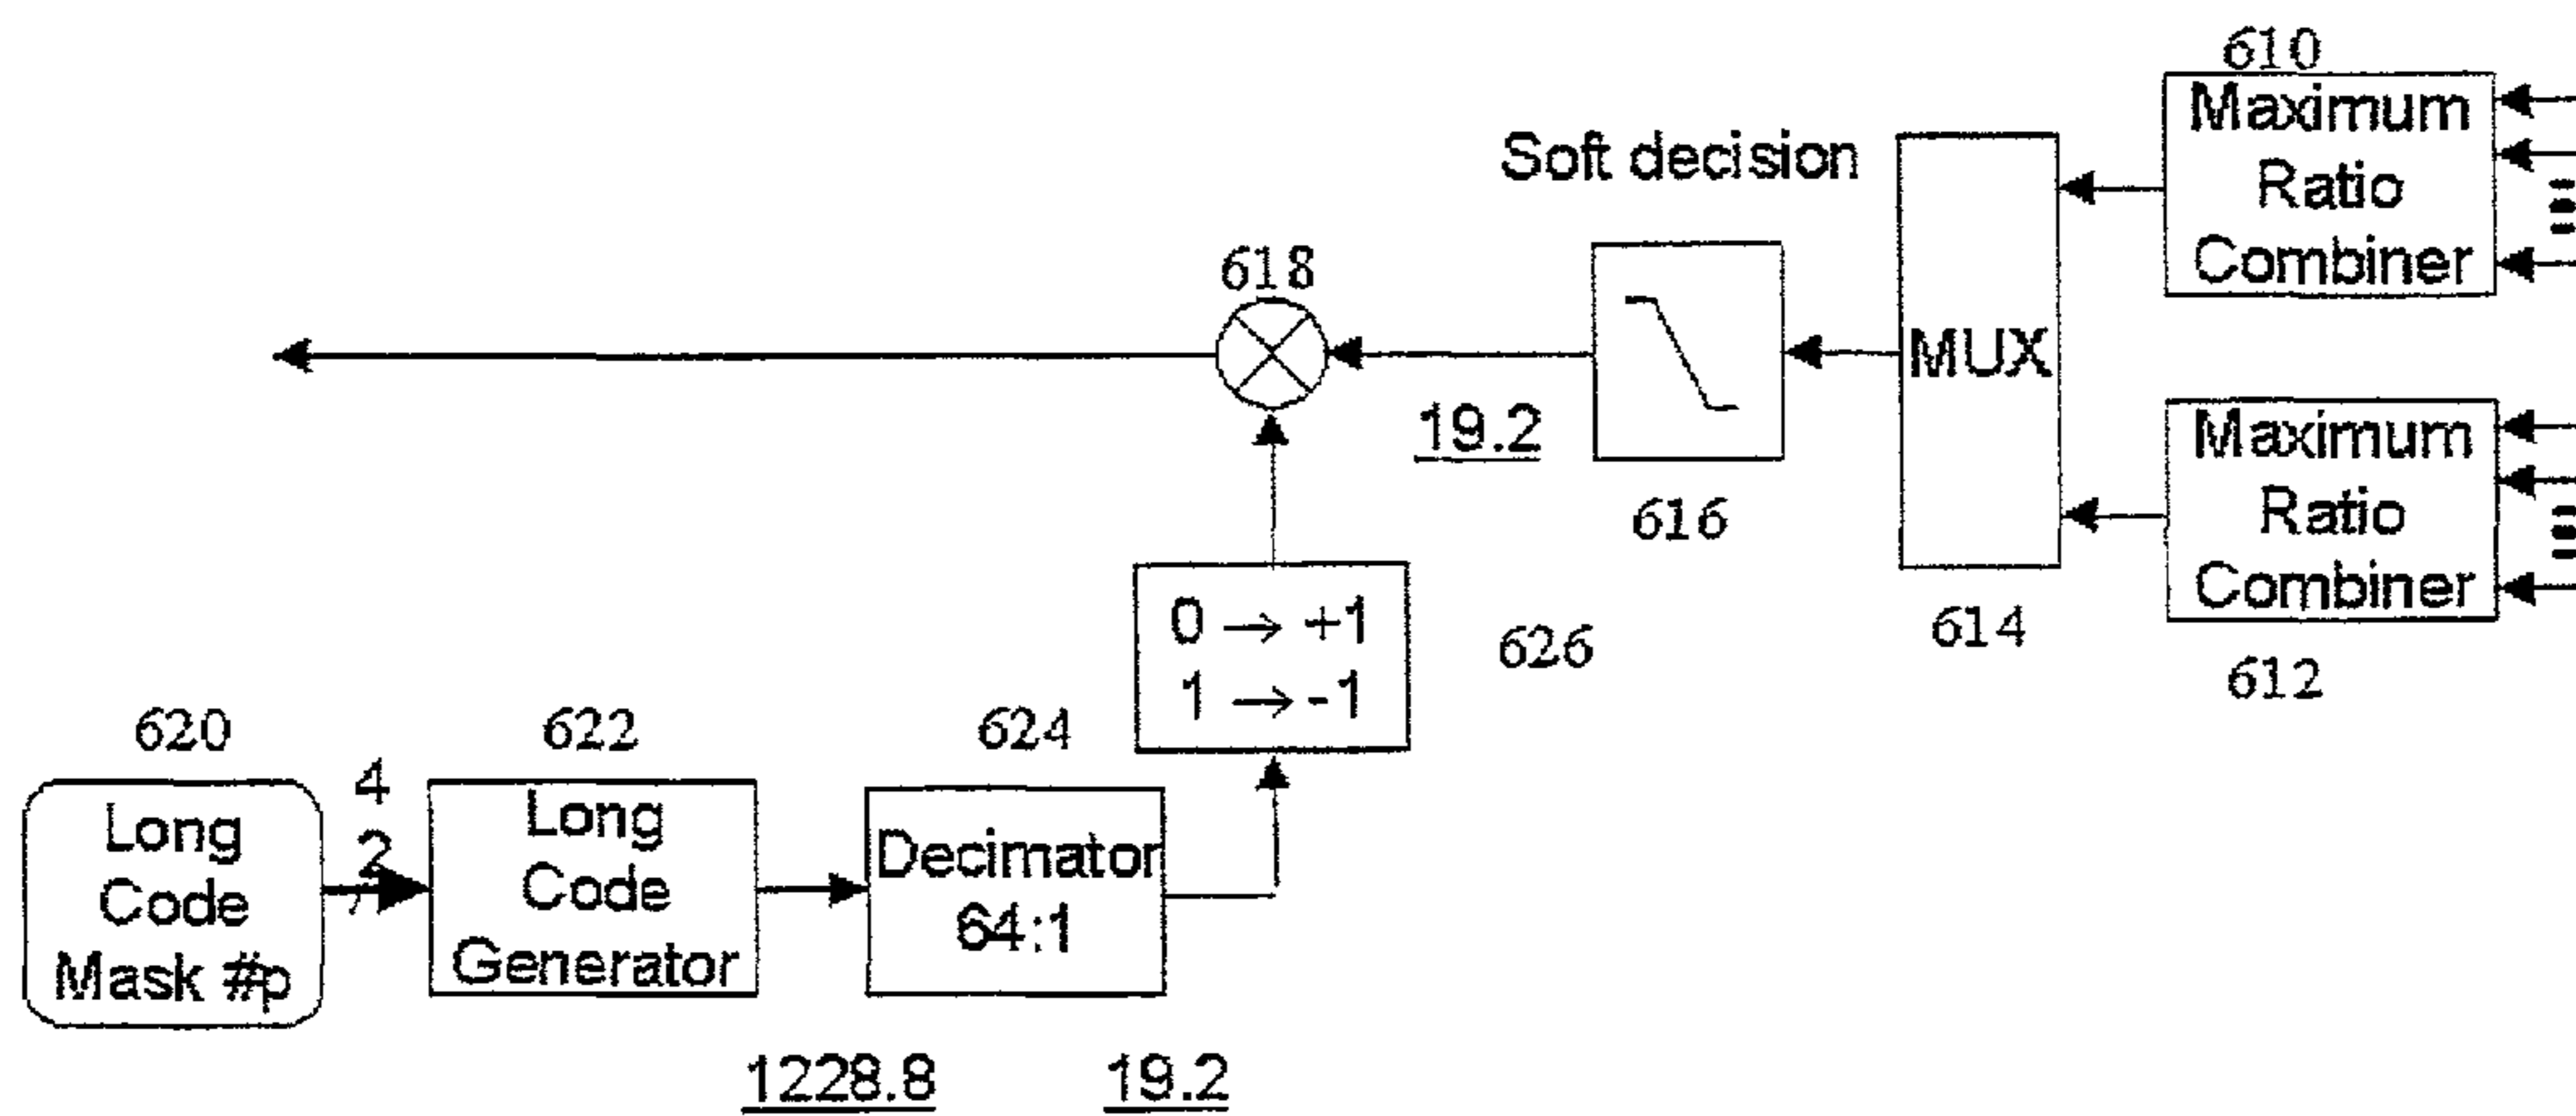 610
Maximum
Ratio
Combiner
Soft decision
618
MUX
19.2
616
Maximum
Ratio
Combiner
614
612
0 → +1
1 → -1
626
620
622
624
4
2
Long
Code
Mask #p
Long
Code
Generator
Decimator
64:1
1228.8
19.2